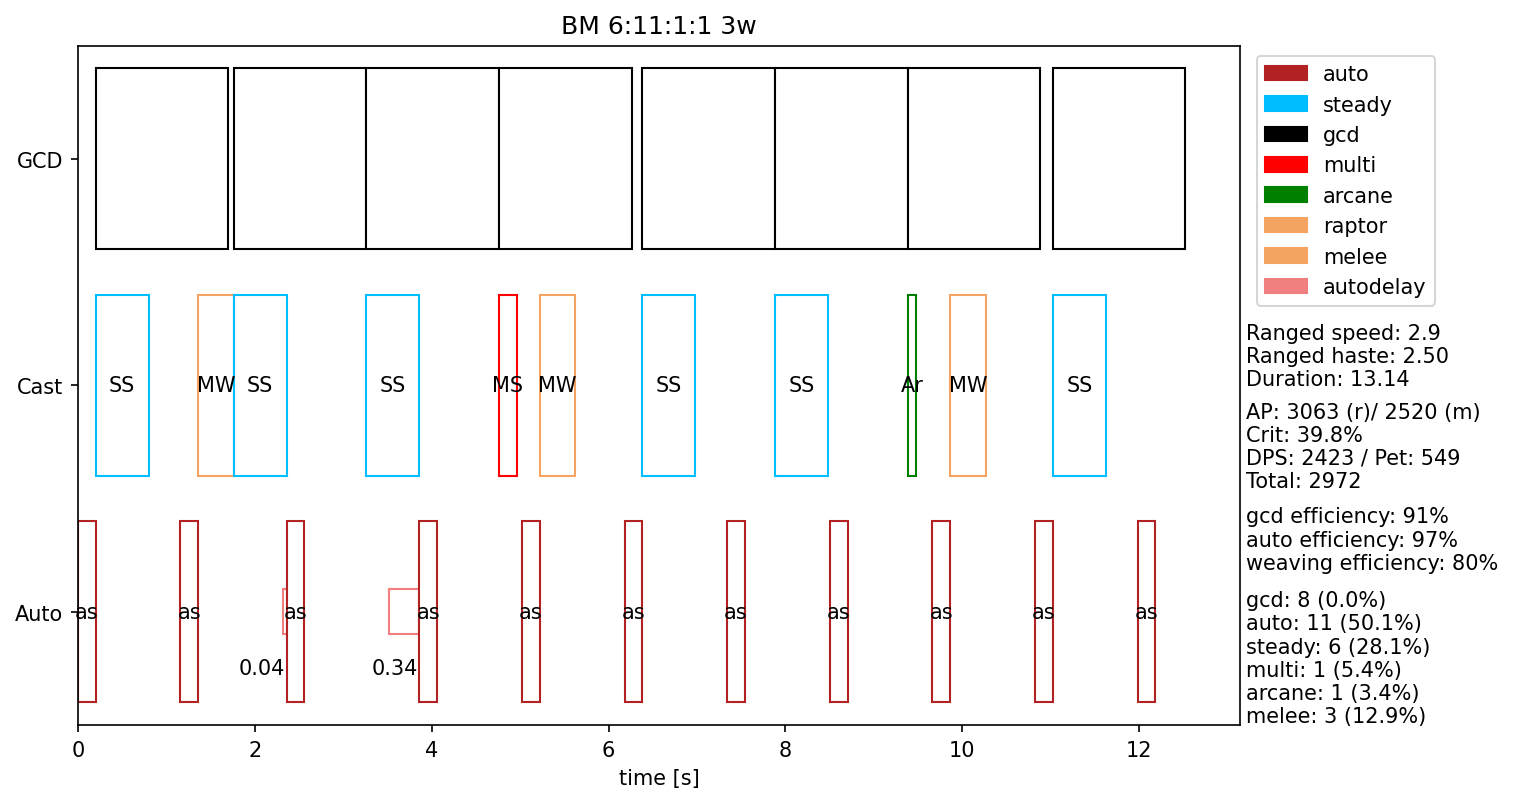 BM 6:11:1:1 3w
GCD
Cast
Auto
SS
MW
SS
SS
MS
MW
SS
SS
Ar
MW
SS
as
as
as
as
as
as
as
as
as
as
as
0.04
0.34
0
2
4
6
8
10
12
time [s]
auto
steady
gcd
multi
arcane
raptor
melee
autodelay
Ranged speed: 2.9
Ranged haste: 2.50
Duration: 13.14
AP: 3063 (r)/ 2520 (m)
Crit: 39.8%
DPS: 2423 / Pet: 549
Total: 2972
gcd efficiency: 91%
auto efficiency: 97%
weaving efficiency: 80%
gcd: 8 (0.0%)
auto: 11 (50.1%)
steady: 6 (28.1%)
multi: 1 (5.4%)
arcane: 1 (3.4%)
melee: 3 (12.9%)